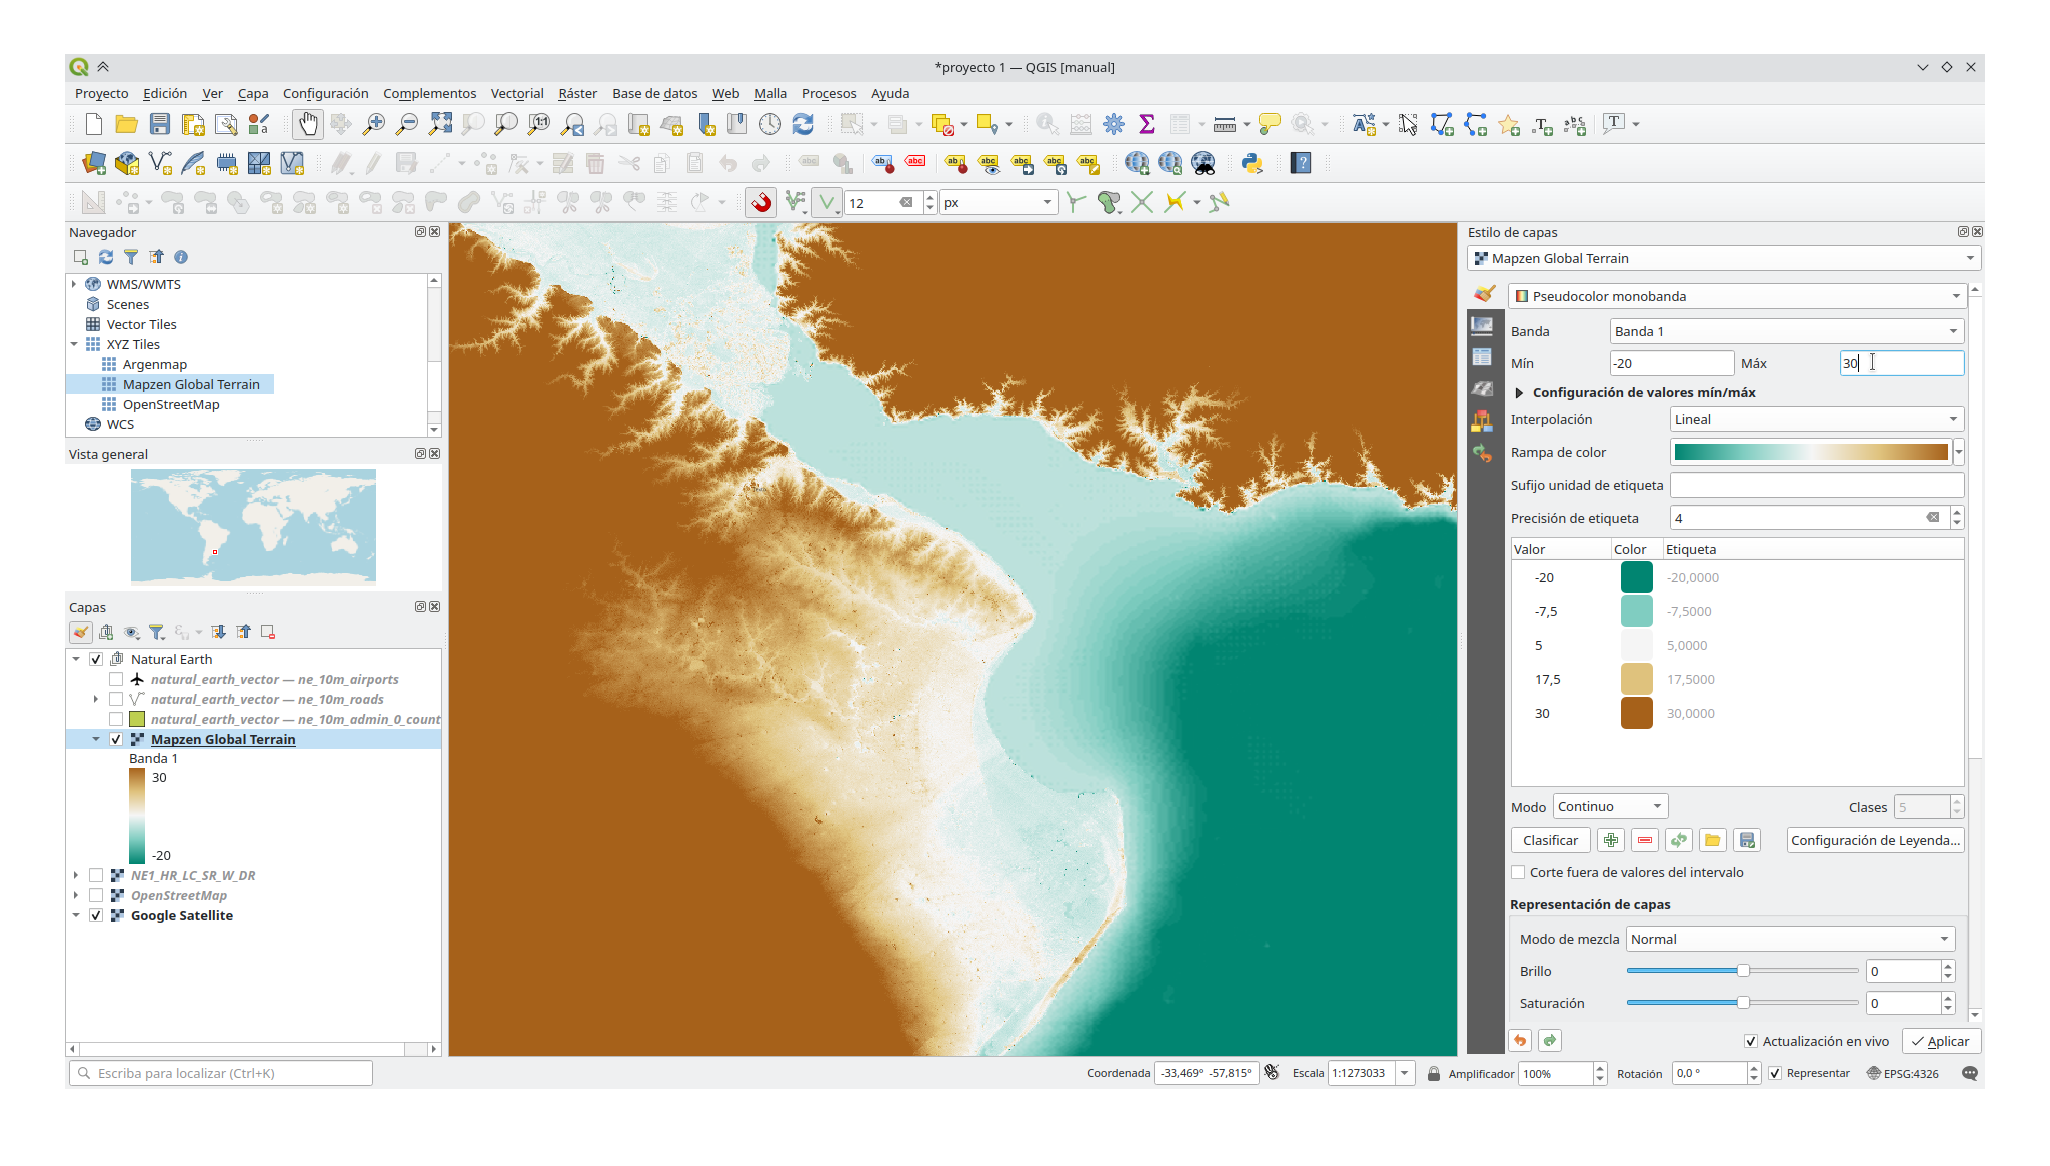 *proyecto 1 — QGIS [manual]
Proyecto Edición Ver Capa Configuración Complementos Vectorial Ráster Base de datos Web Malla Procesos Ayuda
12 px
Navegador
WMS/WMTS
Scenes
Vector Tiles
XYZ Tiles
Argenmap
Mapzen Global Terrain
OpenStreetMap
WCS
Vista general
Capas
Natural Earth
natural_earth_vector — ne_10m_airports
natural_earth_vector — ne_10m_roads
natural_earth_vector — ne_10m_admin_0_count
Mapzen Global Terrain
Banda 1
30
-20
NE1_HR_LC_SR_W_DR
OpenStreetMap
Google Satellite
Estilo de capas
Mapzen Global Terrain
Pseudocolor monobanda
Banda Banda 1
Mín -20 Máx 30
Configuración de valores mín/máx
Interpolación Lineal
Rampa de color
Sufijo unidad de etiqueta
Precisión de etiqueta 4
Valor Color Etiqueta
-20 -20,0000
-7,5 -7,5000
5 5,0000
17,5 17,5000
30 30,0000
Modo Continuo Clases 5
Clasificar Configuración de Leyenda...
Corte fuera de valores del intervalo
Representación de capas
Modo de mezcla Normal
Brillo 0
Saturación 0
Actualización en vivo Aplicar
Escriba para localizar (Ctrl+K) Coordenada -33,469° -57,815° Escala 1:1273033 Amplificador 100% Rotación 0,0 ° Representar EPSG:4326